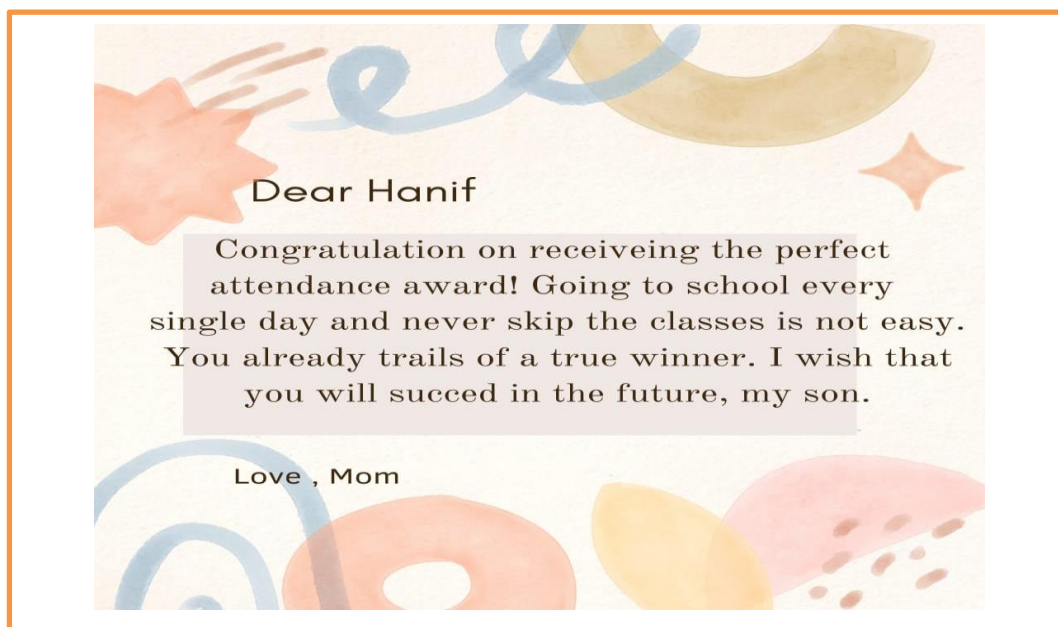 Dear Hanif
Congratulation on receiveing the perfect
attendance award! Going to school every
single day and never skip the classes is not easy.
You already trails of a true winner. I wish that
you will succed in the future, my son.
Love , Mom